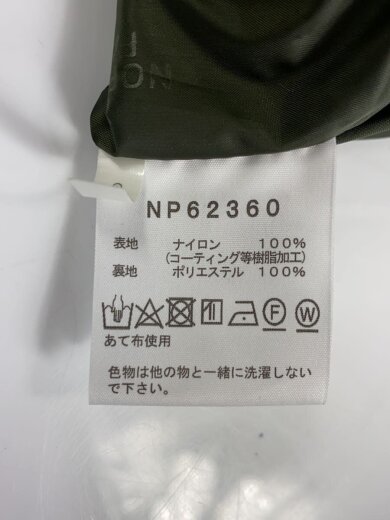 NP62360
表地 ナイロン 100%
(コーティング等樹脂加工)
裏地 ポリエステル 100%
F W
あて布使用
色物は他の物と一緒に洗濯しない
で下さい。